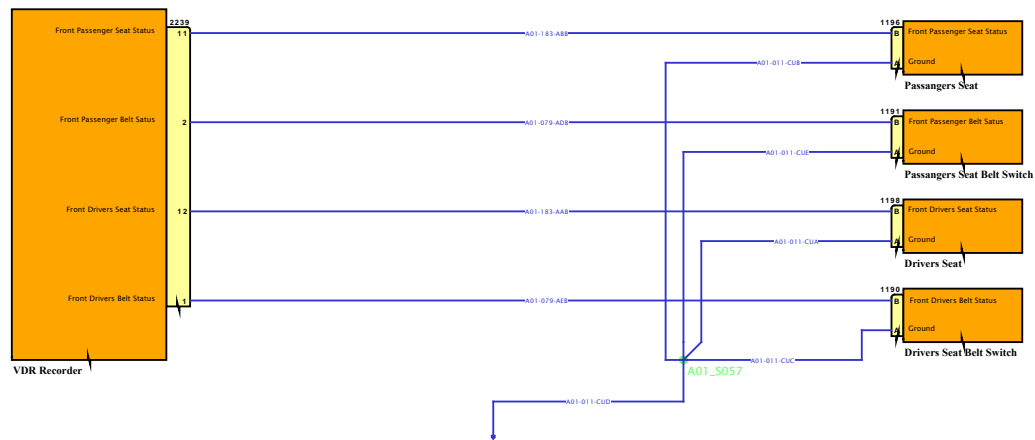 2239
1196
Front Passenger Seat Status
11
A01-183-ABB
B
Front Passenger Seat Status
A01-011-CUB
A
Ground
Passangers Seat
1191
Front Passenger Belt Satus
2
A01-079-ADB
B
Front Passenger Belt Satus
A01-011-CUE
A
Ground
Passangers Seat Belt Switch
1198
Front Drivers Seat Status
12
A01-183-AAB
B
Front Drivers Seat Status
A01-011-CUA
A
Ground
Drivers Seat
1190
Front Drivers Belt Status
1
A01-079-AEB
B
Front Drivers Belt Status
A
Ground
Drivers Seat Belt Switch
A01-011-CUC
VDR Recorder
A01_S057
A01-011-CUD